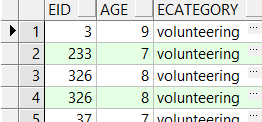 EID AGE ECATEGORY
1 3 9 volunteering ...
2 233 7 volunteering ...
3 326 8 volunteering ...
4 326 8 volunteering ...
5 37 7 volunteering ...